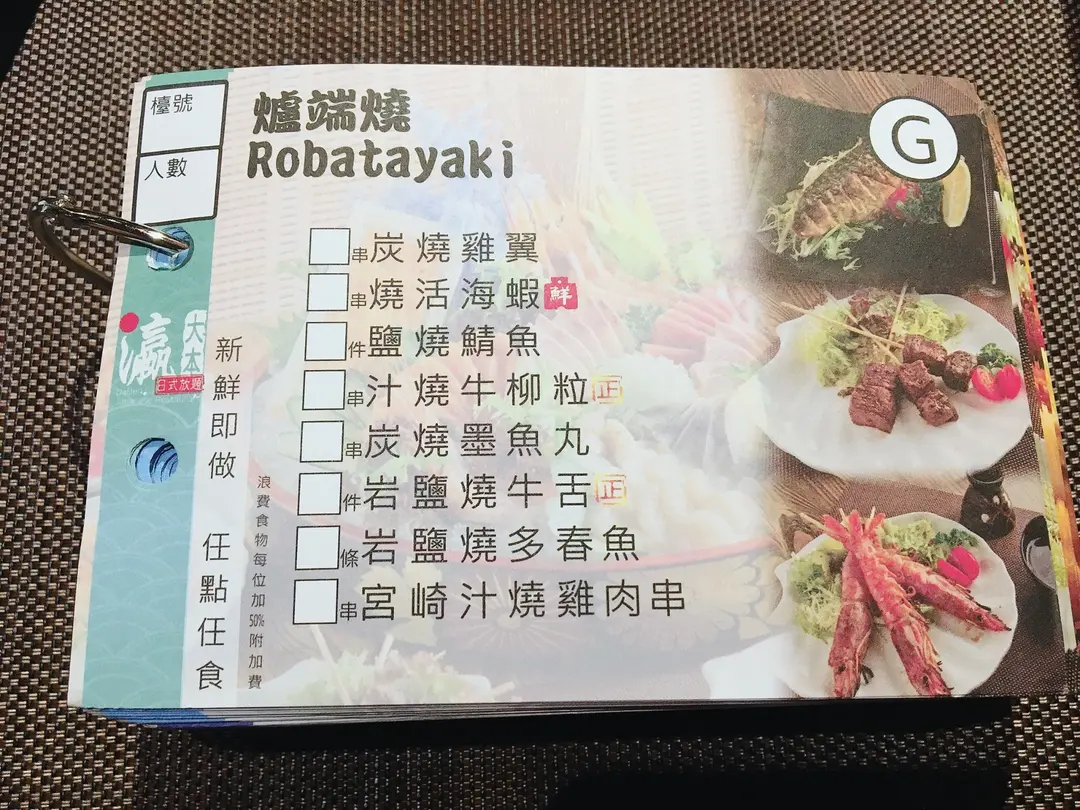 檯號
人數
爐端燒
Robatayaki
G
串炭燒雞翼
串燒活海蝦鮮
件鹽燒鯖魚
串汁燒牛柳粒正
串炭燒墨魚丸
件岩鹽燒牛舌正
條岩鹽燒多春魚
串宮崎汁燒雞肉串
瀛
大本
日式放題
新鮮即做 任點任食
浪費食物每位加50%附加費